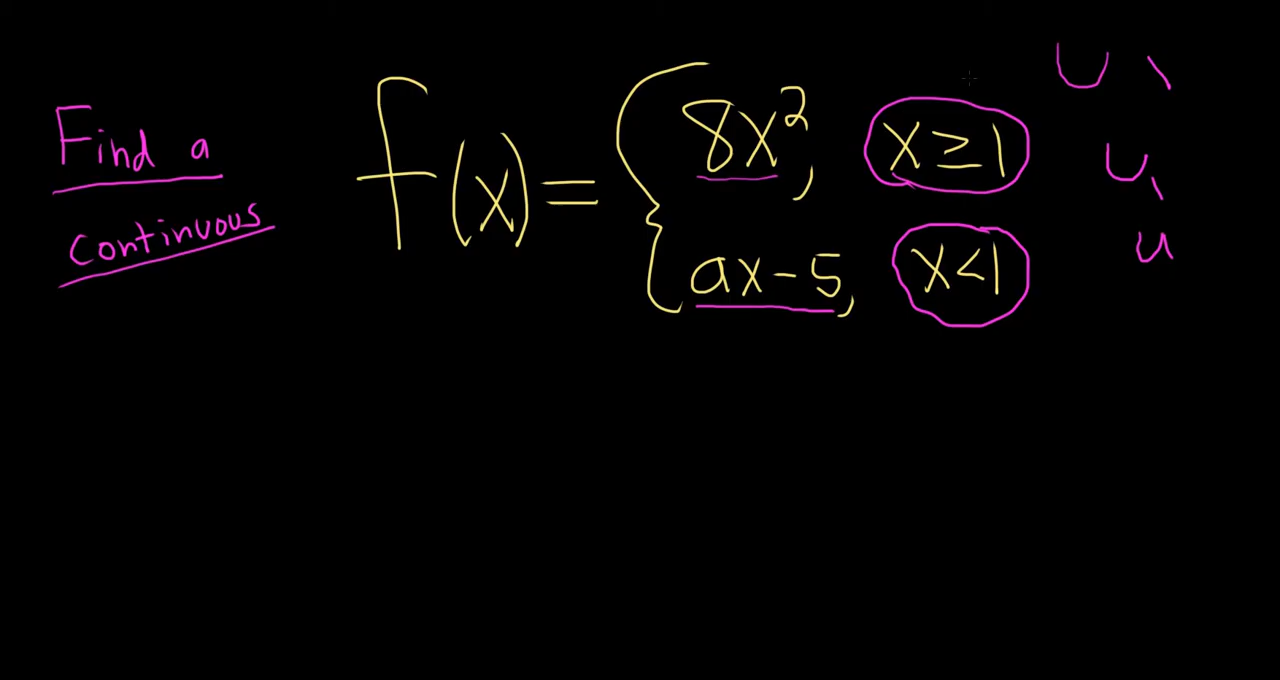 Find a
continuous
f(x) = { 8x², x ≥ 1
ax - 5, x < 1